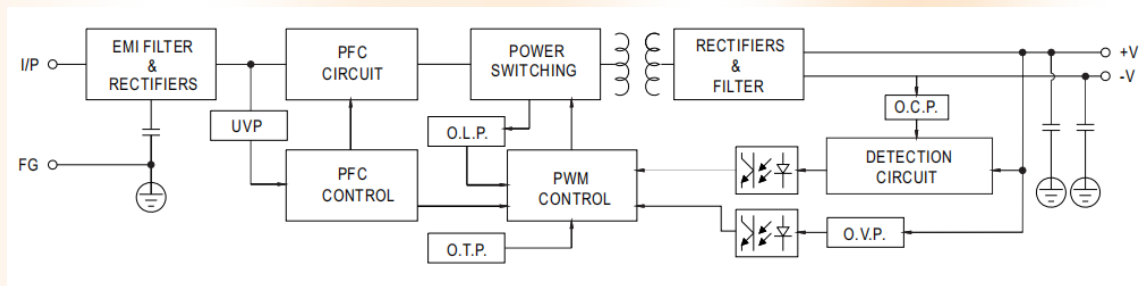 I/P
EMI FILTER
&
RECTIFIERS
PFC
CIRCUIT
POWER
SWITCHING
RECTIFIERS
&
FILTER
+V
-V
UVP
O.L.P.
O.C.P.
FG
PFC
CONTROL
PWM
CONTROL
DETECTION
CIRCUIT
O.T.P.
O.V.P.